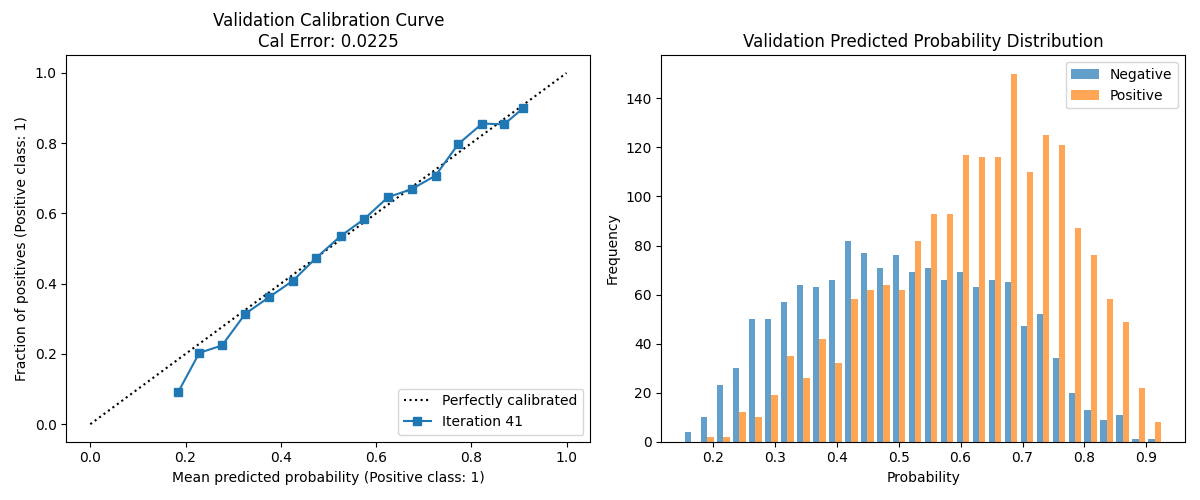 Validation Calibration Curve
Cal Error: 0.0225
Fraction of positives (Positive class: 1)
1.0
0.8
0.6
0.4
0.2
0.0
0.0 0.2 0.4 0.6 0.8 1.0
Mean predicted probability (Positive class: 1)
Perfectly calibrated
Iteration 41
Validation Predicted Probability Distribution
Frequency
140
120
100
80
60
40
20
0
0.2 0.3 0.4 0.5 0.6 0.7 0.8 0.9
Probability
Negative
Positive